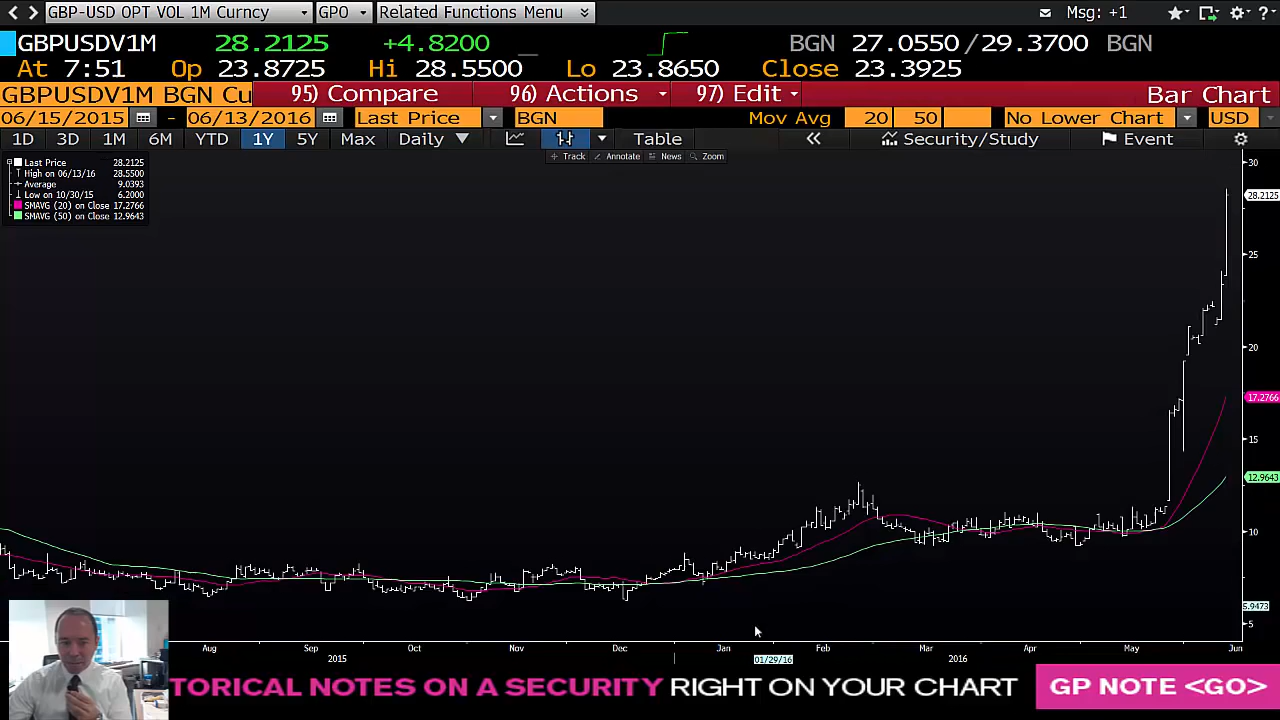 GBP-USD OPT VOL 1M Curncy GPO Related Functions Menu Msg: +1
GBPUSDV1M 28.2125 +4.8200 BGN 27.0550/29.3700 BGN
At 7:51 Op 23.8725 Hi 28.5500 Lo 23.8650 Close 23.3925
GBPUSDV1M BGN Cu 95) Compare 96) Actions 97) Edit Bar Chart
06/15/2015 - 06/13/2016 Last Price BGN Mov Avg 20 50 No Lower Chart USD
1D 3D 1M 6M YTD 1Y 5Y Max Daily Table Security/Study Event
Track Annotate News Zoom
Last Price 28.2125
High on 06/13/16 28.5500
Average 9.0393
Low on 10/30/15 6.2000
SMAVG (20) on Close 17.2766
SMAVG (50) on Close 12.9643
30
28.2125
25
20
17.2766
15
12.9643
10
5.9473
5
Aug Sep Oct Nov Dec Jan Feb Mar Apr May Jun
2015 01/29/16 2016
TORICAL NOTES ON A SECURITY RIGHT ON YOUR CHART GP NOTE <GO>